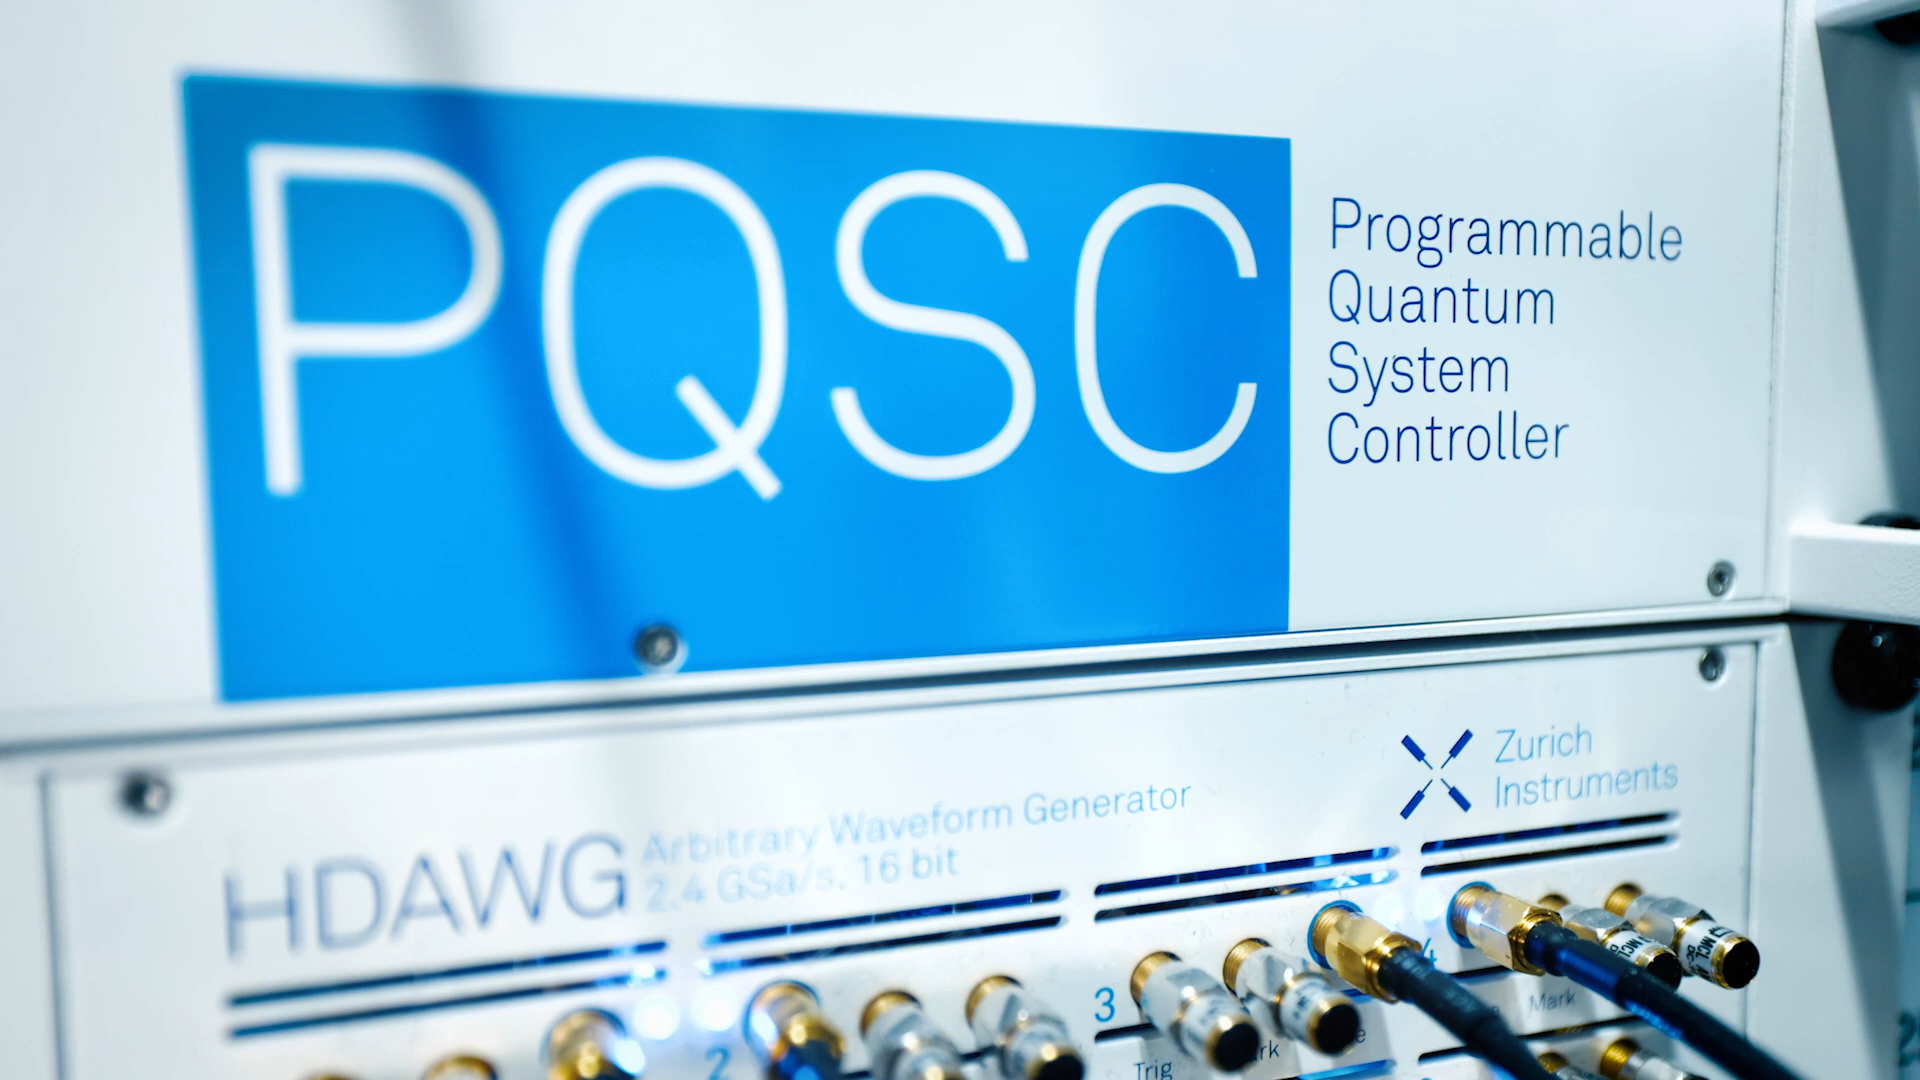 PQSC
Programmable
Quantum
System
Controller
Zurich
Instruments
HDAWG
Arbitrary Waveform Generator
2.4 GSa/s, 16 bit
4
3
Mark
2
Trig